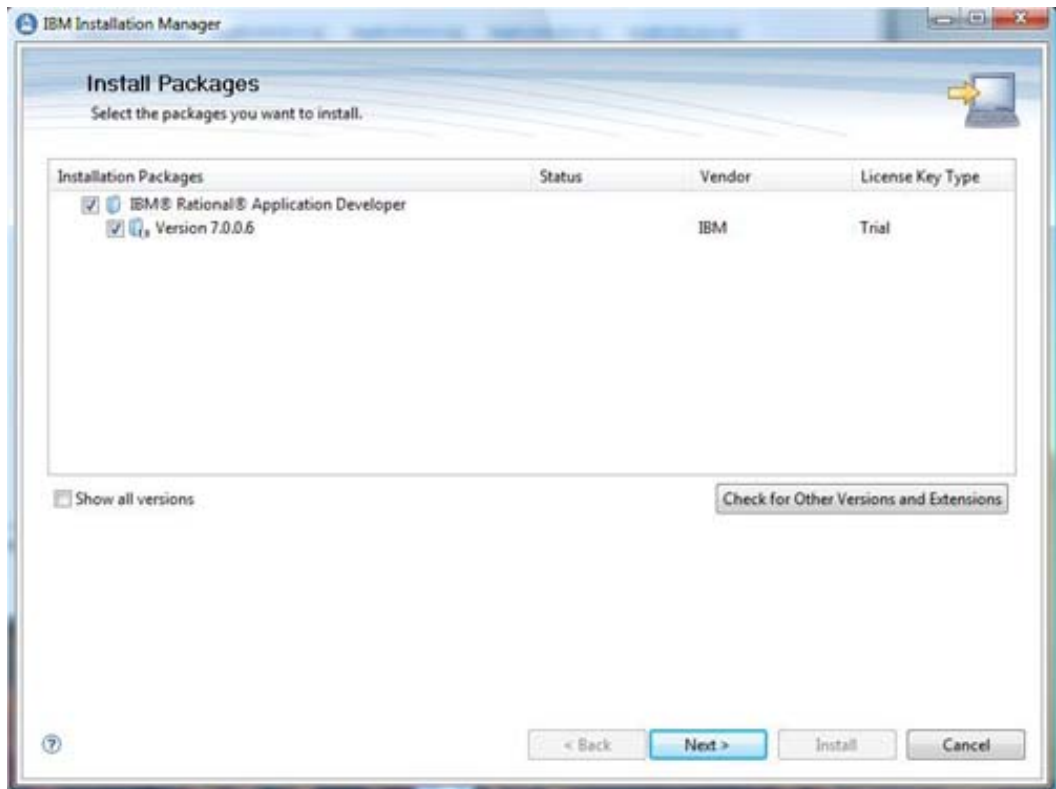 IBM Installation Manager
Install Packages
Select the packages you want to install.
Installation Packages Status Vendor License Key Type
IBM® Rational® Application Developer
Version 7.0.0.6 IBM Trial
Show all versions Check for Other Versions and Extensions
? < Back Next > Install Cancel